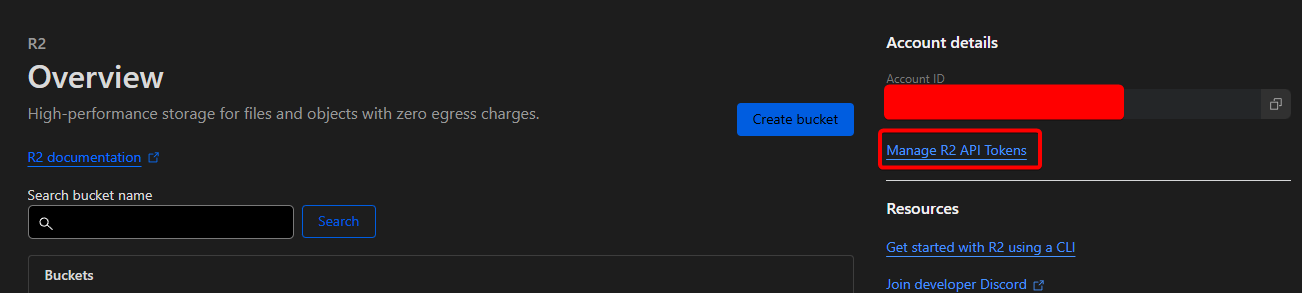 R2
Overview
High-performance storage for files and objects with zero egress charges.
Create bucket
R2 documentation
Search bucket name
Search
Buckets
Account details
Account ID
Manage R2 API Tokens
Resources
Get started with R2 using a CLI
Join developer Discord